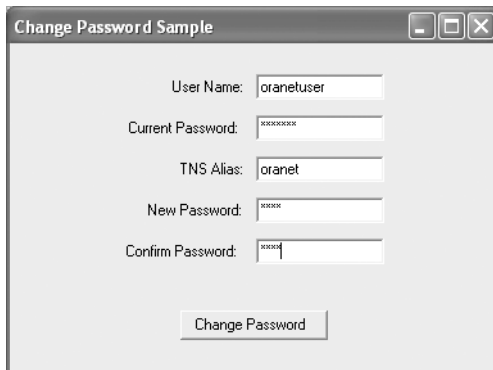 Change Password Sample
User Name: oranetuser
Current Password: *******
TNS Alias: oranet
New Password: ****
Confirm Password: ****
Change Password